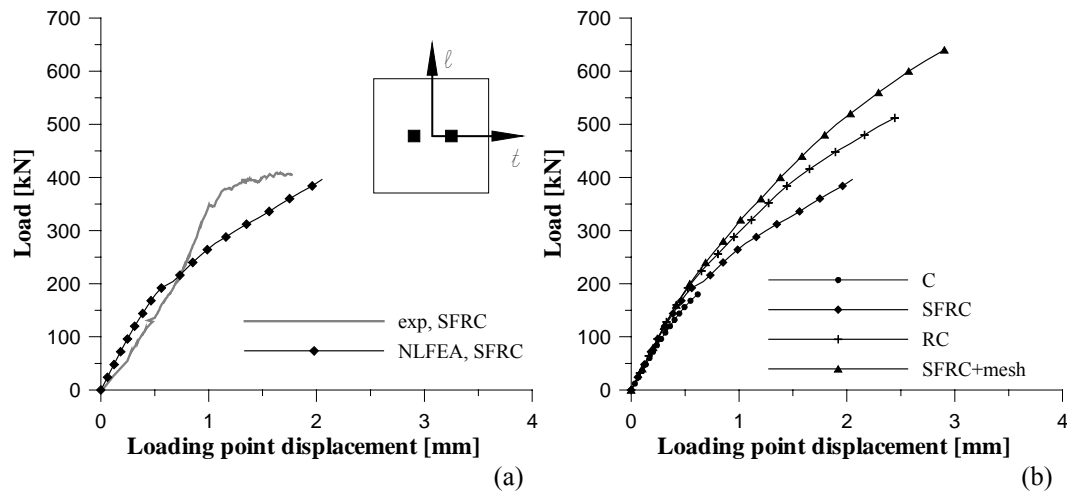 700
600
500
400
300
200
100
0
Load [kN]
0 1 2 3 4
Loading point displacement [mm]
ℓ
t
exp, SFRC
NLFEA, SFRC
(a)
700
600
500
400
300
200
100
0
Load [kN]
0 1 2 3 4
Loading point displacement [mm]
C
SFRC
RC
SFRC+mesh
(b)